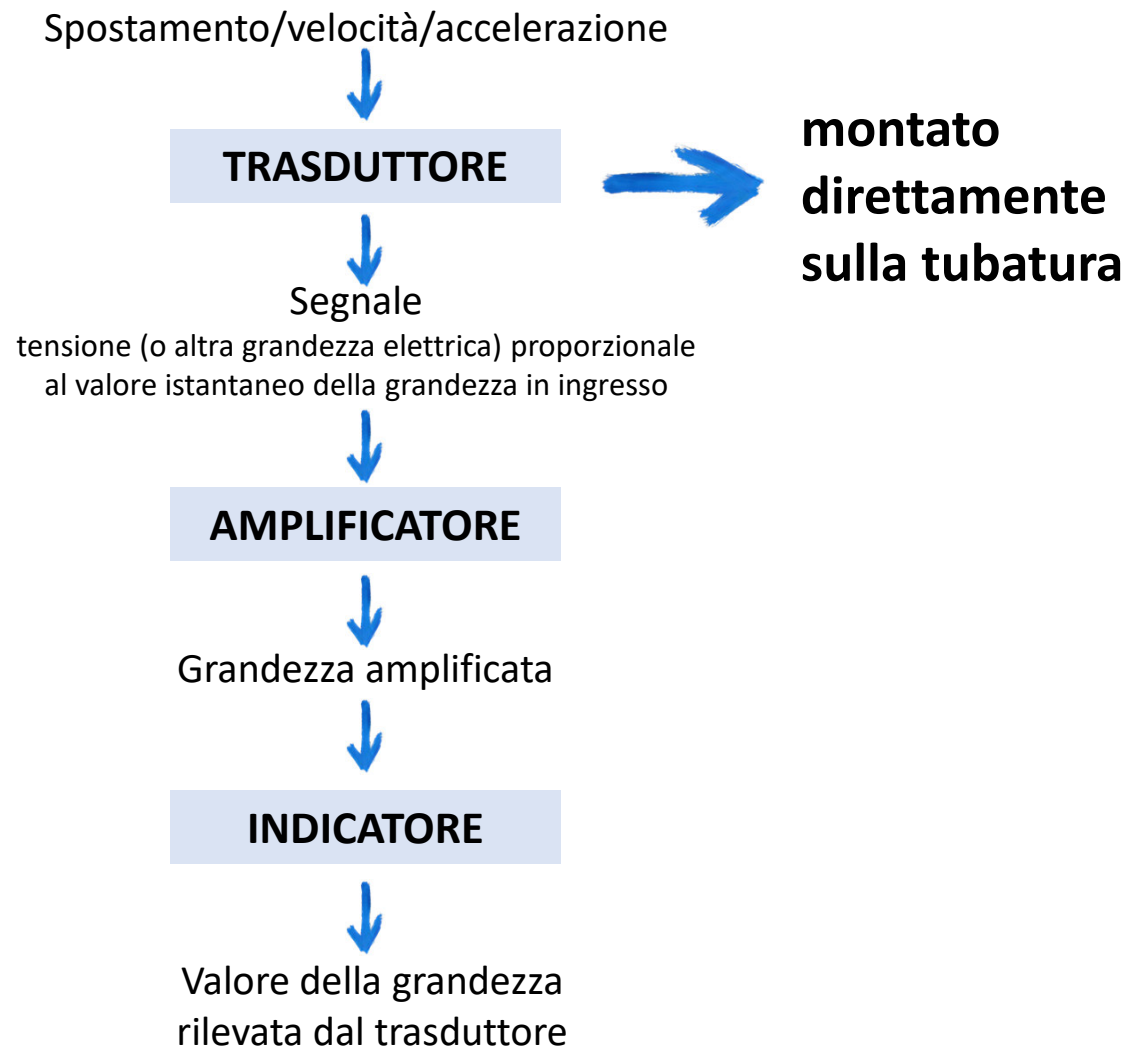 Spostamento/velocità/accelerazione
TRASDUTTORE
montato
direttamente
sulla tubatura
Segnale
tensione (o altra grandezza elettrica) proporzionale
al valore istantaneo della grandezza in ingresso
AMPLIFICATORE
Grandezza amplificata
INDICATORE
Valore della grandezza
rilevata dal trasduttore